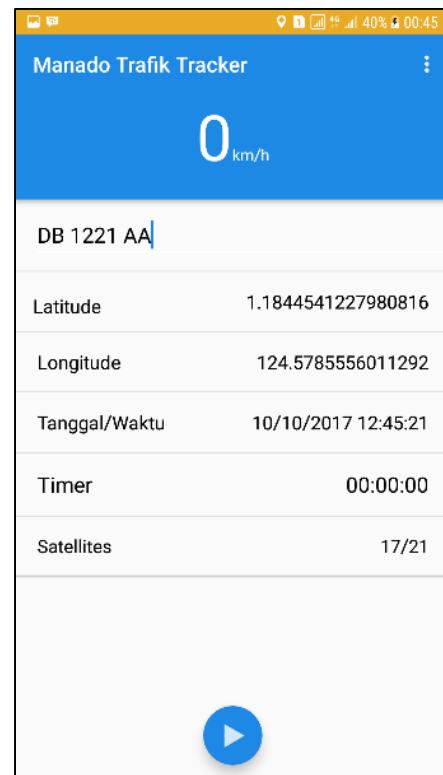 40% 00:45
Manado Trafik Tracker
0 km/h
DB 1221 AA
Latitude 1.1844541227980816
Longitude 124.5785556011292
Tanggal/Waktu 10/10/2017 12:45:21
Timer 00:00:00
Satellites 17/21